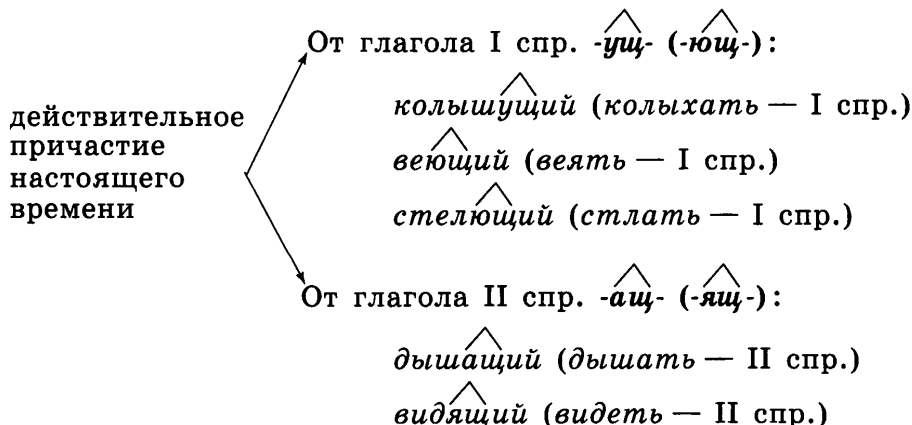 От глагола I спр. -ущ- (-ющ-):
колышущий (колыхать — I спр.)
веющий (веять — I спр.)
стелющий (стлать — I спр.)
действительное
причастие
настоящего
времени
От глагола II спр. -ащ- (-ящ-):
дышащий (дышать — II спр.)
видящий (видеть — II спр.)